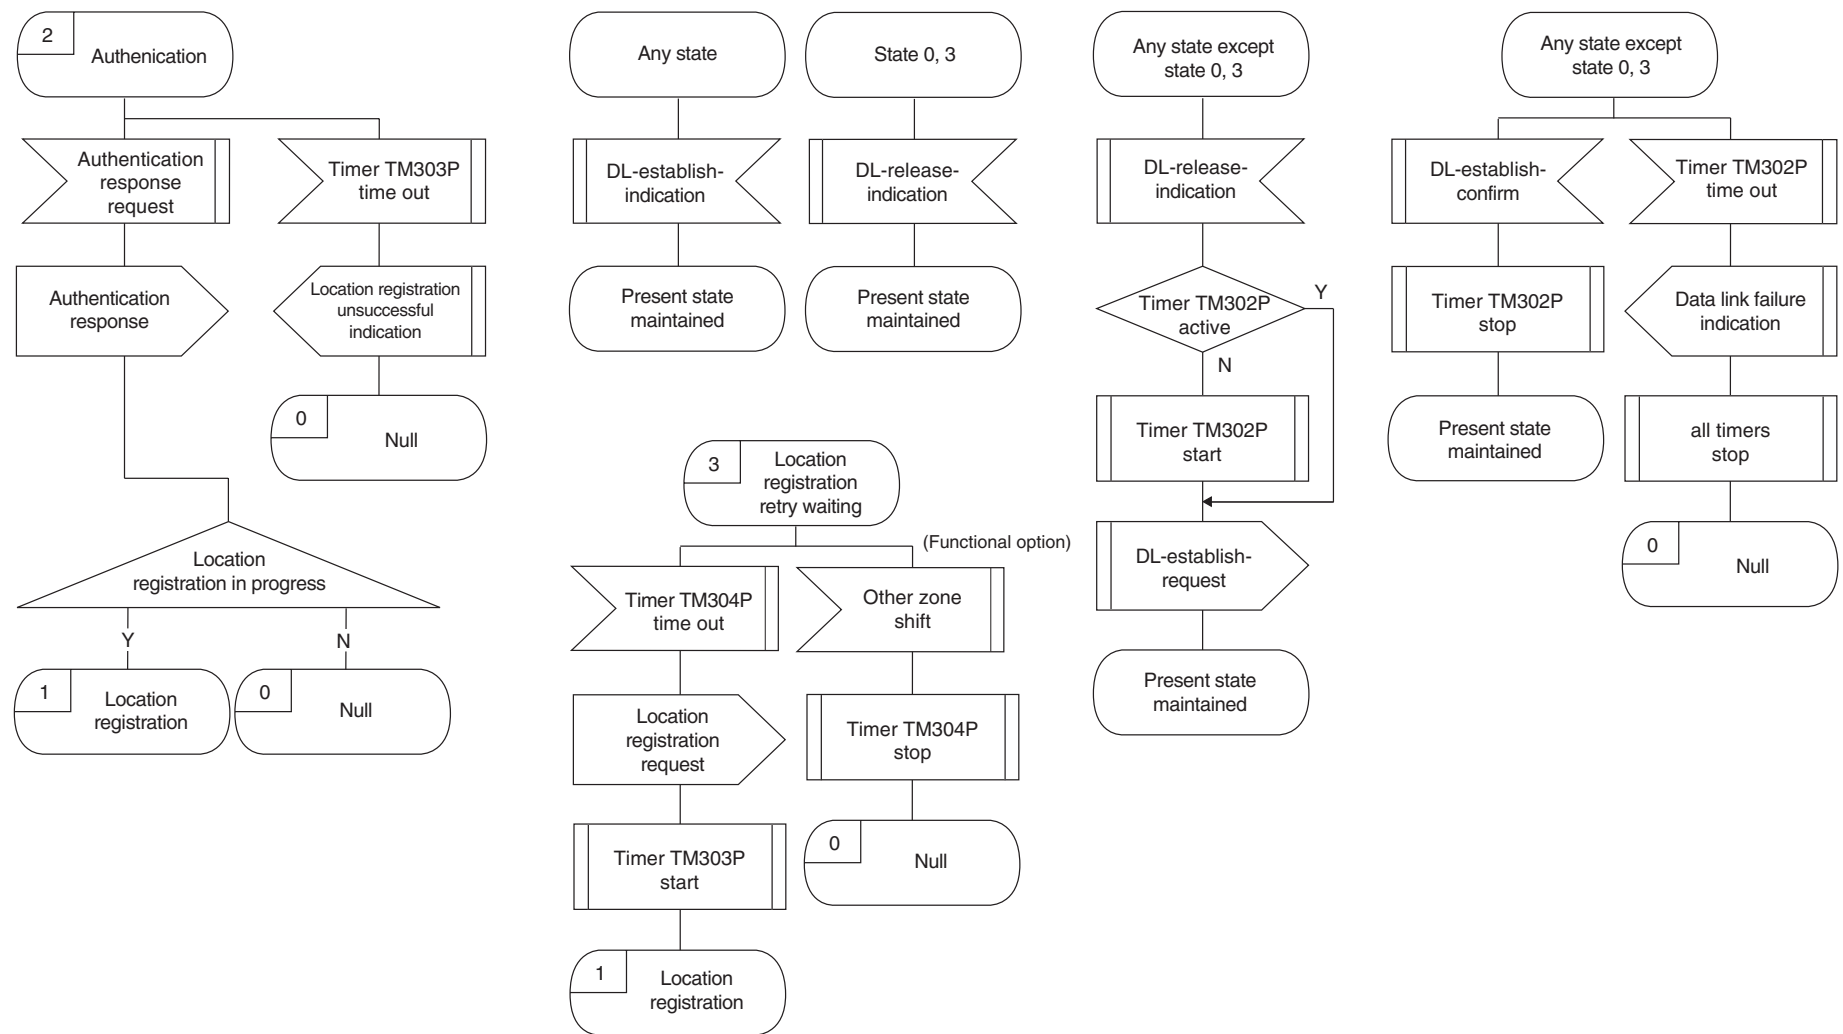 2
Authenication
Authentication
response
request
Timer TM303P
time out
Authentication
response
Location registration
unsuccessful
indication
0
Null
Location
registration in progress
Y
N
1
Location
registration
0
Null
Any state
DL-establish-
indication
Present state
maintained
State 0, 3
DL-release-
indication
Present state
maintained
3
Location
registration
retry waiting
(Functional option)
Timer TM304P
time out
Other zone
shift
Location
registration
request
Timer TM304P
stop
Timer TM303P
start
0
Null
1
Location
registration
Any state except
state 0, 3
DL-release-
indication
Timer TM302P
active
Y
N
Timer TM302P
start
DL-establish-
request
Present state
maintained
Any state except
state 0, 3
DL-establish-
confirm
Timer TM302P
time out
Timer TM302P
stop
Data link failure
indication
Present state
maintained
all timers
stop
0
Null